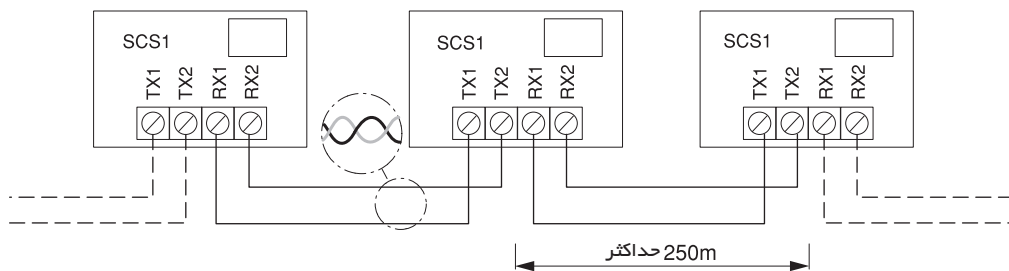 SCS1
TX1 TX2 RX1 RX2
SCS1
TX1 TX2 RX1 RX2
SCS1
TX1 TX2 RX1 RX2
حداکثر 250m